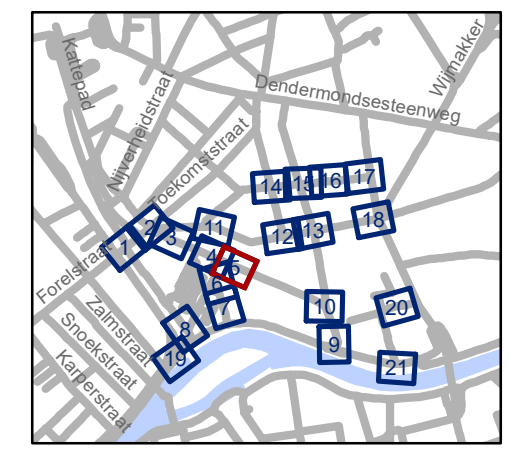 Kattepad
Wijmakker
Dendermondsesteenweg
Nijverheidstraat
Toekomststraat
14
15
16
17
18
11
2
3
1
12
13
4
5
6
7
Forelstraat
10
20
8
9
19
21
Zalmstraat
Snoekstraat
Karperstraat